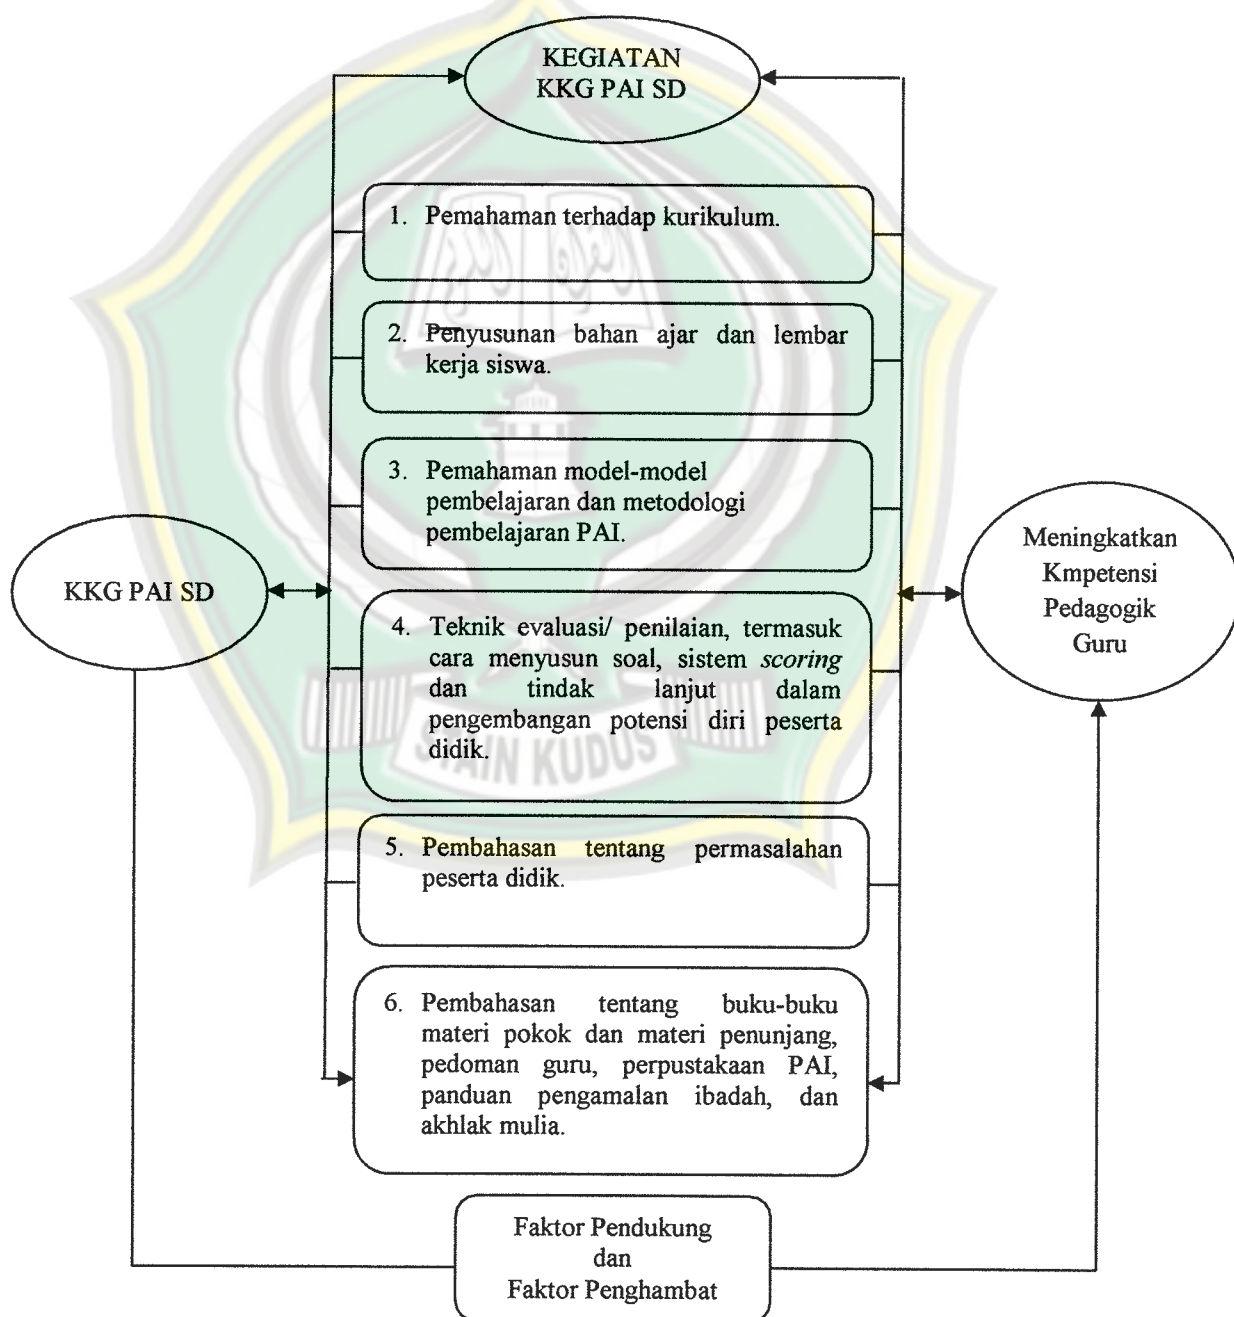 KEGIATAN
KKG PAI SD
1. Pemahaman terhadap kurikulum.
2. Penyusunan bahan ajar dan lembar
kerja siswa.
3. Pemahaman model-model
pembelajaran dan metodologi
pembelajaran PAI.
KKG PAI SD
Meningkatkan
Kmpetensi
Pedagogik
Guru
4. Teknik evaluasi/ penilaian, termasuk
cara menyusun soal, sistem scoring
dan tindak lanjut dalam
pengembangan potensi diri peserta
didik.
STAIN KUDUS
5. Pembahasan tentang permasalahan
peserta didik.
6. Pembahasan tentang buku-buku
materi pokok dan materi penunjang,
pedoman guru, perpustakaan PAI,
panduan pengamalan ibadah, dan
akhlak mulia.
Faktor Pendukung
dan
Faktor Penghambat